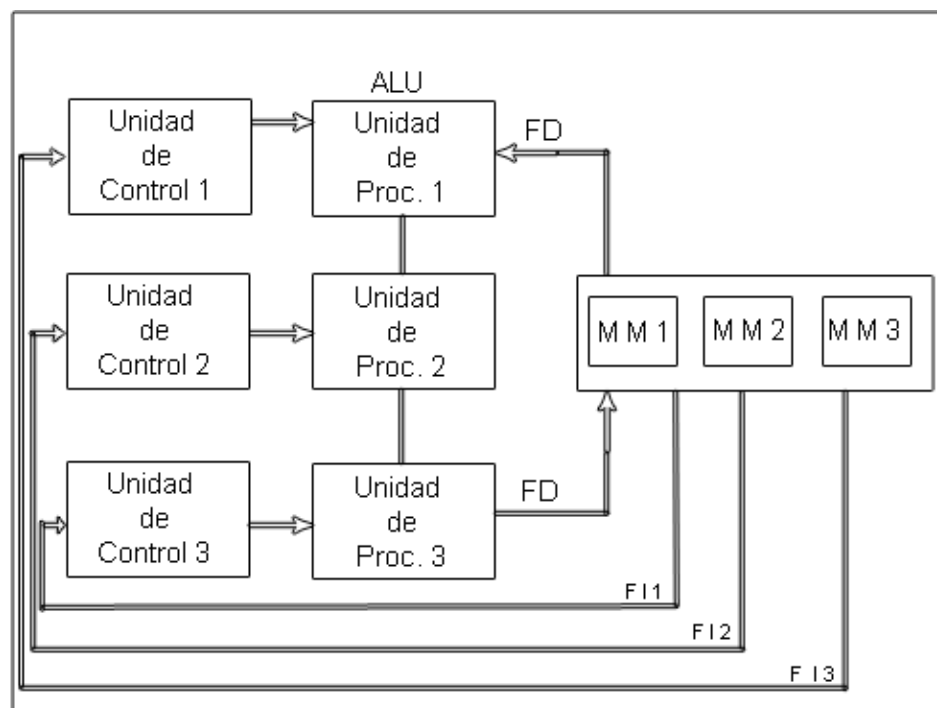 ALU
Unidad
de
Control 1
Unidad
de
Proc. 1
FD
Unidad
de
Control 2
Unidad
de
Proc. 2
M M 1
M M 2
M M 3
Unidad
de
Control 3
Unidad
de
Proc. 3
FD
F I 1
F I 2
F I 3